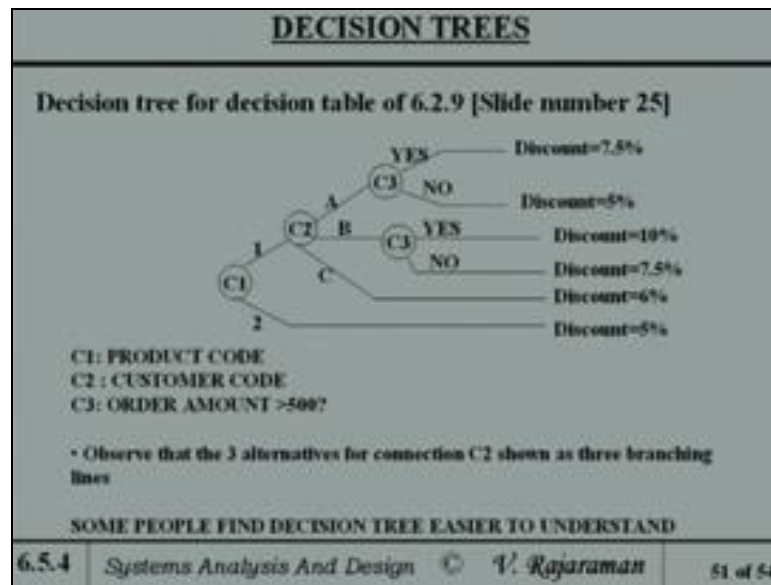 DECISION TREES
Decision tree for decision table of 6.2.9 [Slide number 25]
YES
Discount=7.5%
C3
NO
A
Discount=5%
C2
B
YES
Discount=10%
C3
1
NO
Discount=7.5%
C
C1
Discount=6%
2
Discount=5%
C1: PRODUCT CODE
C2 : CUSTOMER CODE
C3: ORDER AMOUNT >500?
• Observe that the 3 alternatives for connection C2 shown as three branching
lines
SOME PEOPLE FIND DECISION TREE EASIER TO UNDERSTAND
6.5.4 Systems Analysis And Design © V. Rajaraman 51 of 54